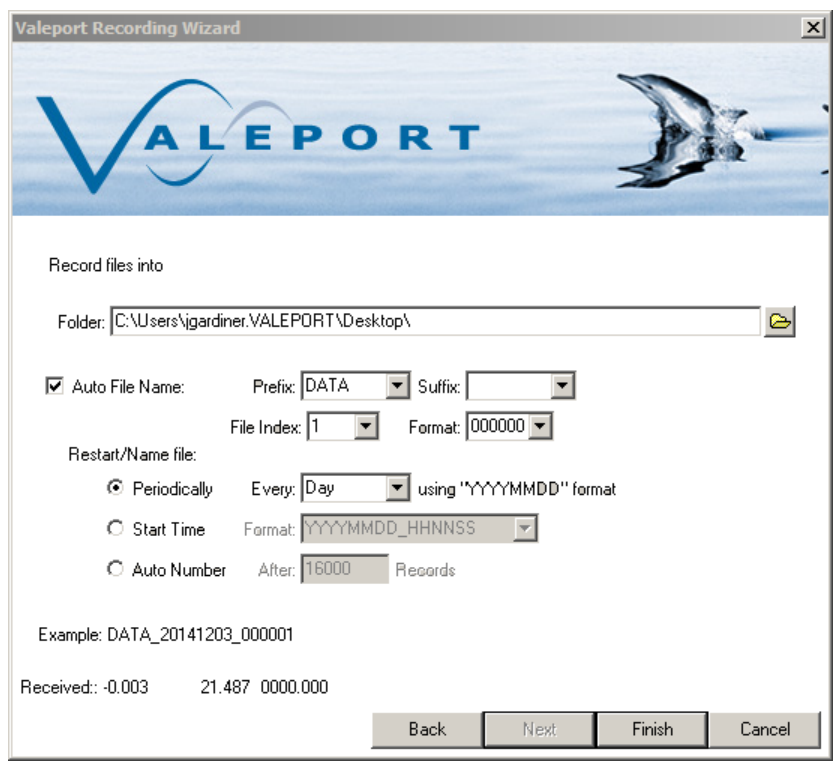 Valeport Recording Wizard
VALEPORT
Record files into
Folder: C:\Users\jgardiner.VALEPORT\Desktop\
Auto File Name: Prefix: DATA Suffix:
File Index: 1 Format: 000000
Restart/Name file:
Periodically Every: Day using "YYYYMMDD" format
Start Time Format: YYYYMMDD_HHNNSS
Auto Number After: 16000 Records
Example: DATA_20141203_000001
Received:: -0.003 21.487 0000.000
Back Next Finish Cancel